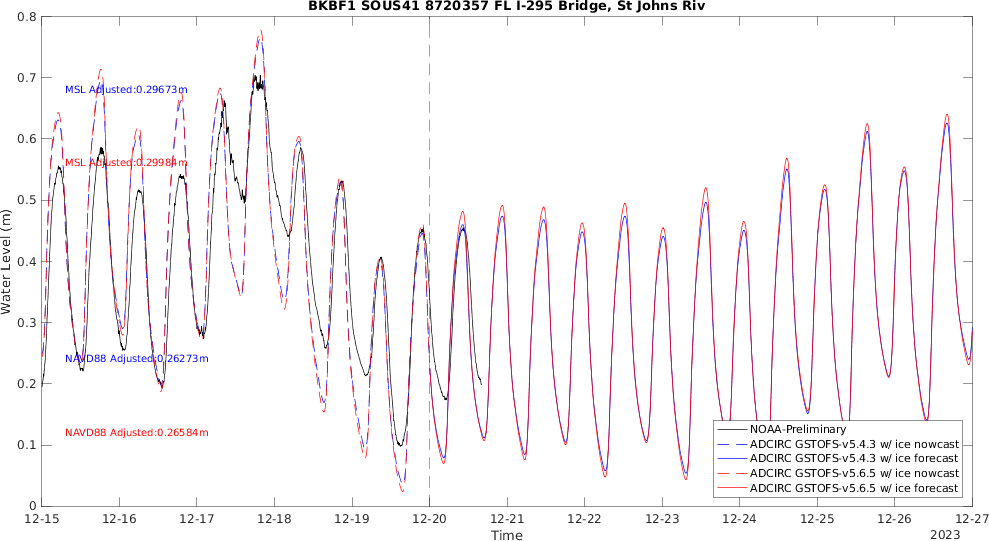 BKBF1 SOUS41 8720357 FL I-295 Bridge, St Johns Riv
0.8
0.7
0.6
0.5
0.4
0.3
0.2
0.1
0
Water Level (m)
MSL Adjusted:0.29673m
MSL Adjusted:0.29984m
NAVD88 Adjusted:0.26273m
NAVD88 Adjusted:0.26584m
NOAA-Preliminary
ADCIRC GSTOFS-v5.4.3 w/ ice nowcast
ADCIRC GSTOFS-v5.4.3 w/ ice forecast
ADCIRC GSTOFS-v5.6.5 w/ ice nowcast
ADCIRC GSTOFS-v5.6.5 w/ ice forecast
12-15 12-16 12-17 12-18 12-19 12-20 12-21 12-22 12-23 12-24 12-25 12-26 12-27
Time
2023